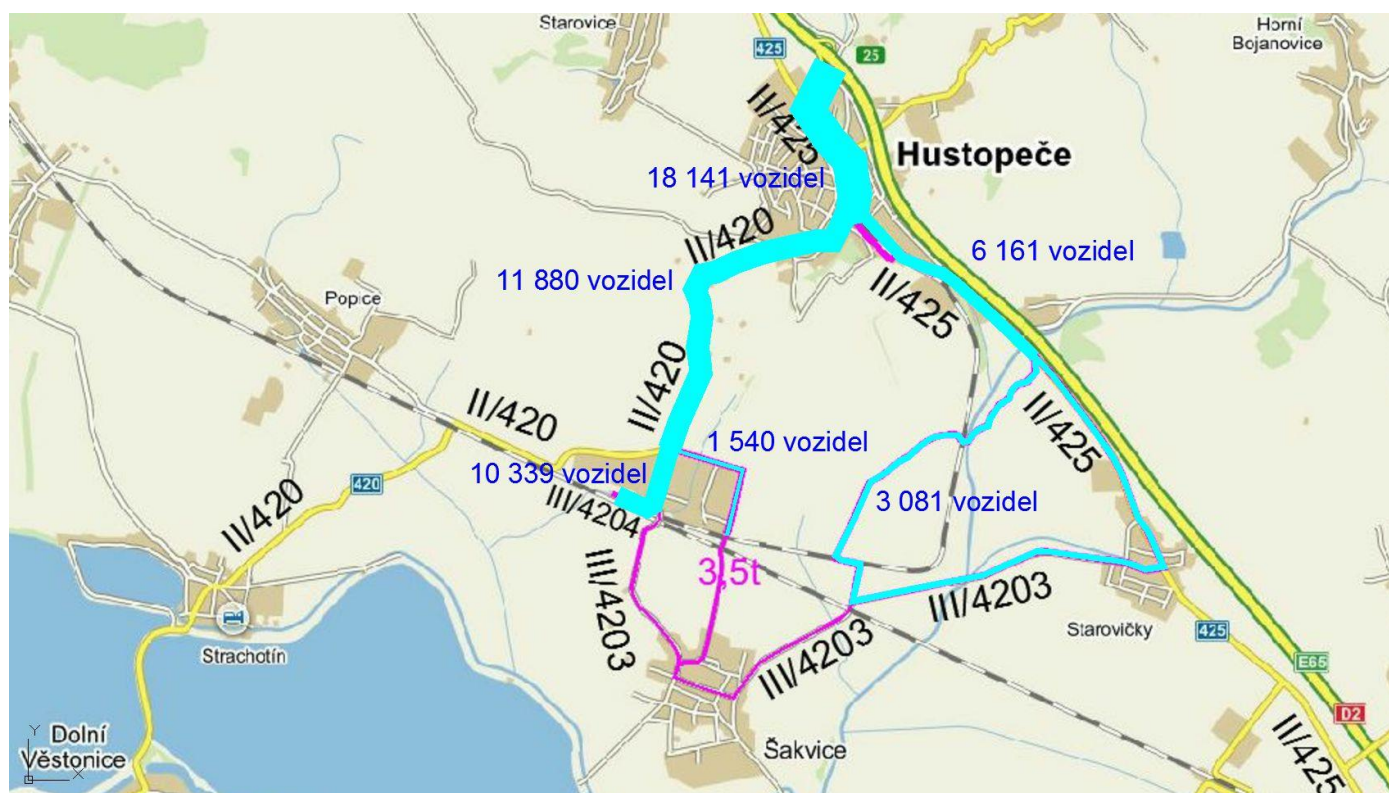 Starovice
425
25
Horní
Bojanovice
II/425
Hustopeče
18 141 vozidel
II/420
6 161 vozidel
11 880 vozidel
II/425
Popice
II/420
II/420
II/425
1 540 vozidel
10 339 vozidel
420
III/4204
3 081 vozidel
II/420
3,5t
III/4203
III/4203
Starovičky
425
Strachotín
III/4203
E65
D2
Dolní
Věstonice
Y
X
Šakvice
II/425